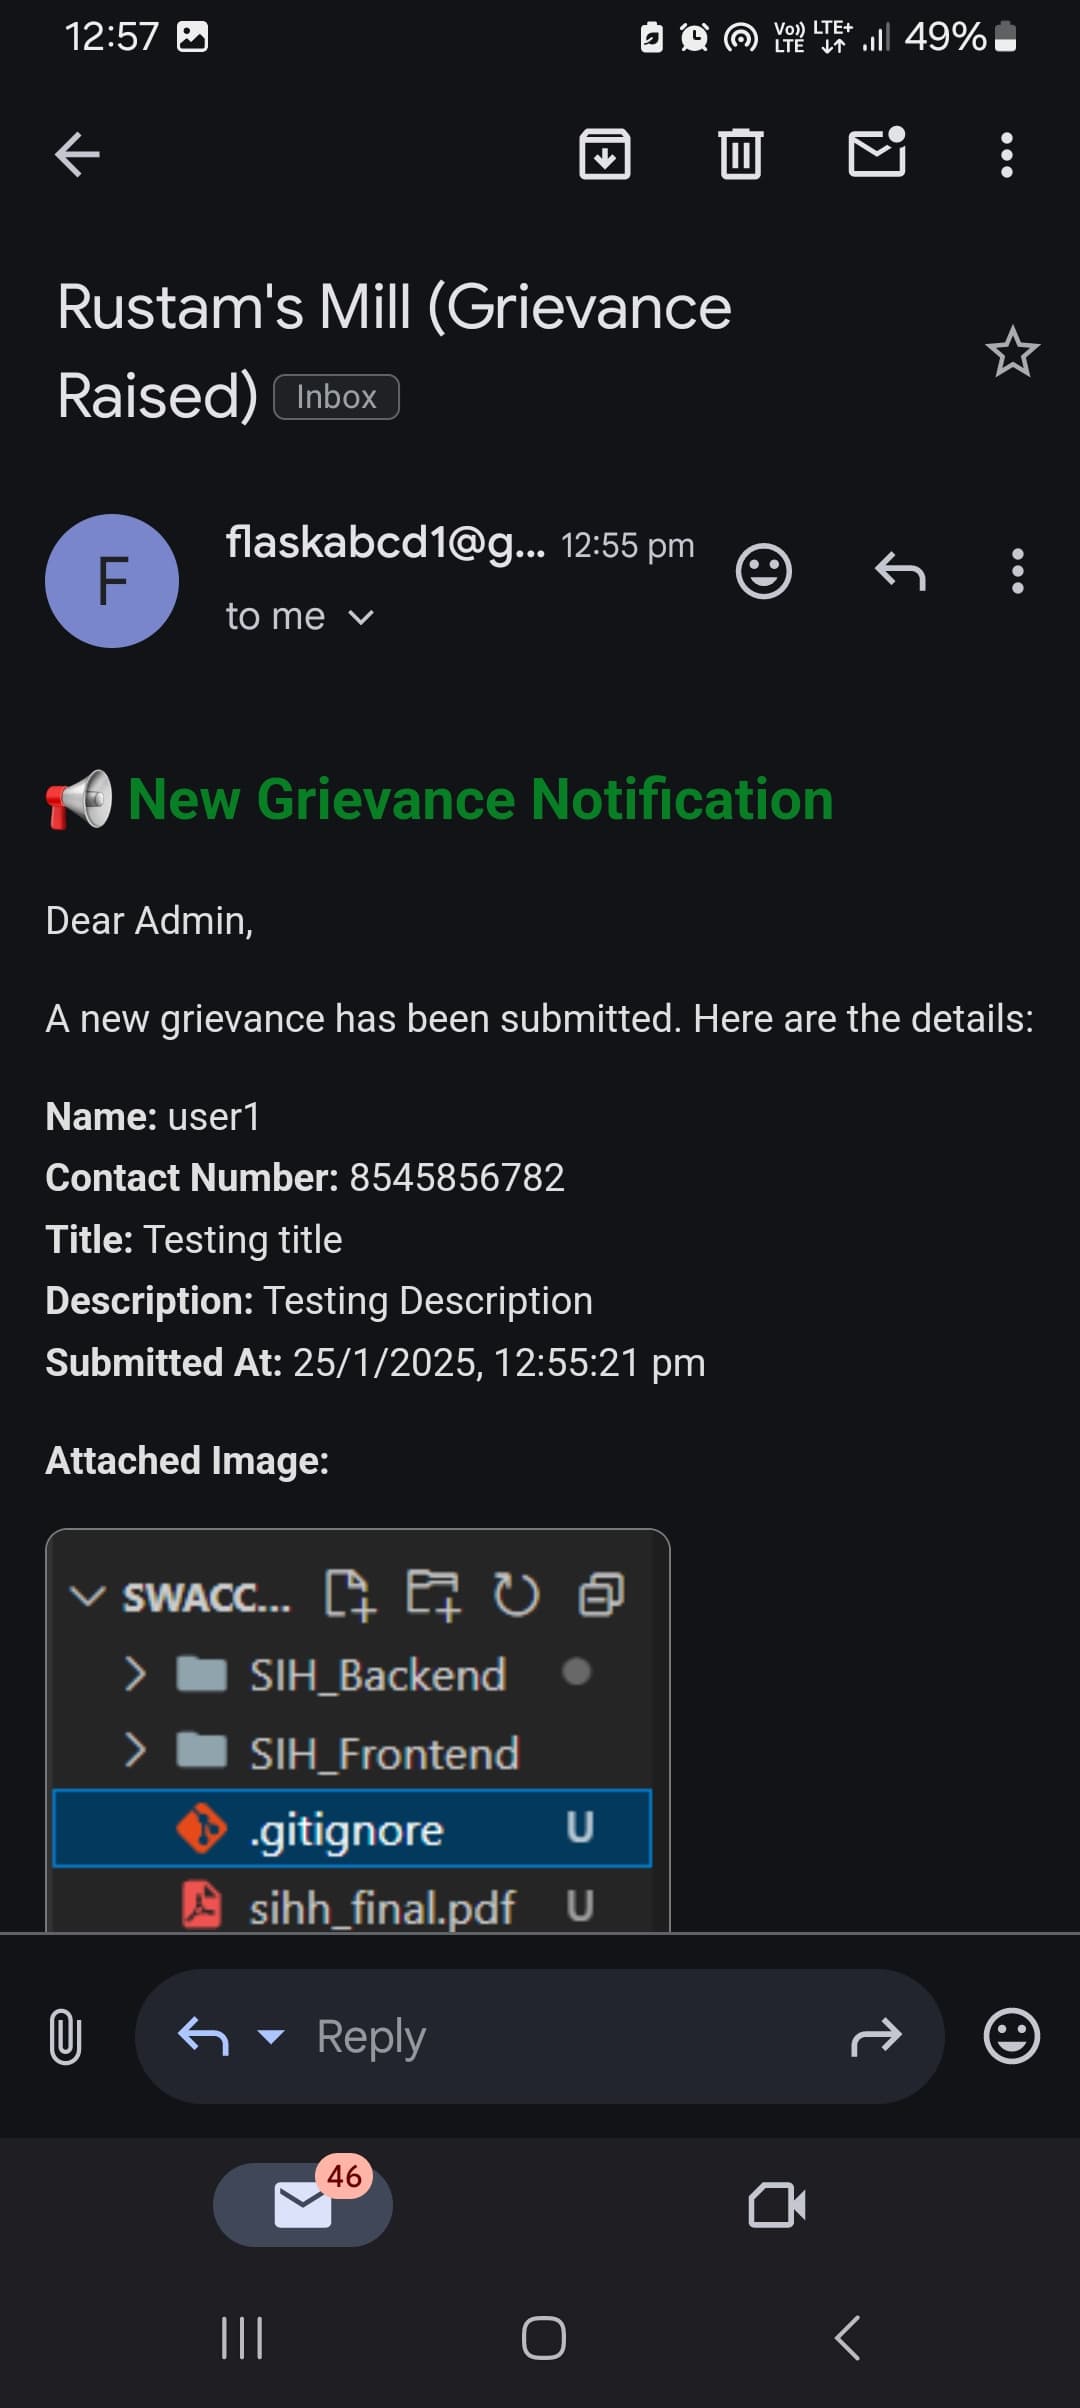 12:57
Vo)) LTE LTE+ 49%
Rustam's Mill (Grievance
Raised) Inbox
F
flaskabcd1@g... 12:55 pm
to me
New Grievance Notification
Dear Admin,
A new grievance has been submitted. Here are the details:
Name: user1
Contact Number: 8545856782
Title: Testing title
Description: Testing Description
Submitted At: 25/1/2025, 12:55:21 pm
Attached Image:
SWACC...
SIH_Backend
SIH_Frontend
.gitignore U
sihh_final.pdf U
Reply
46